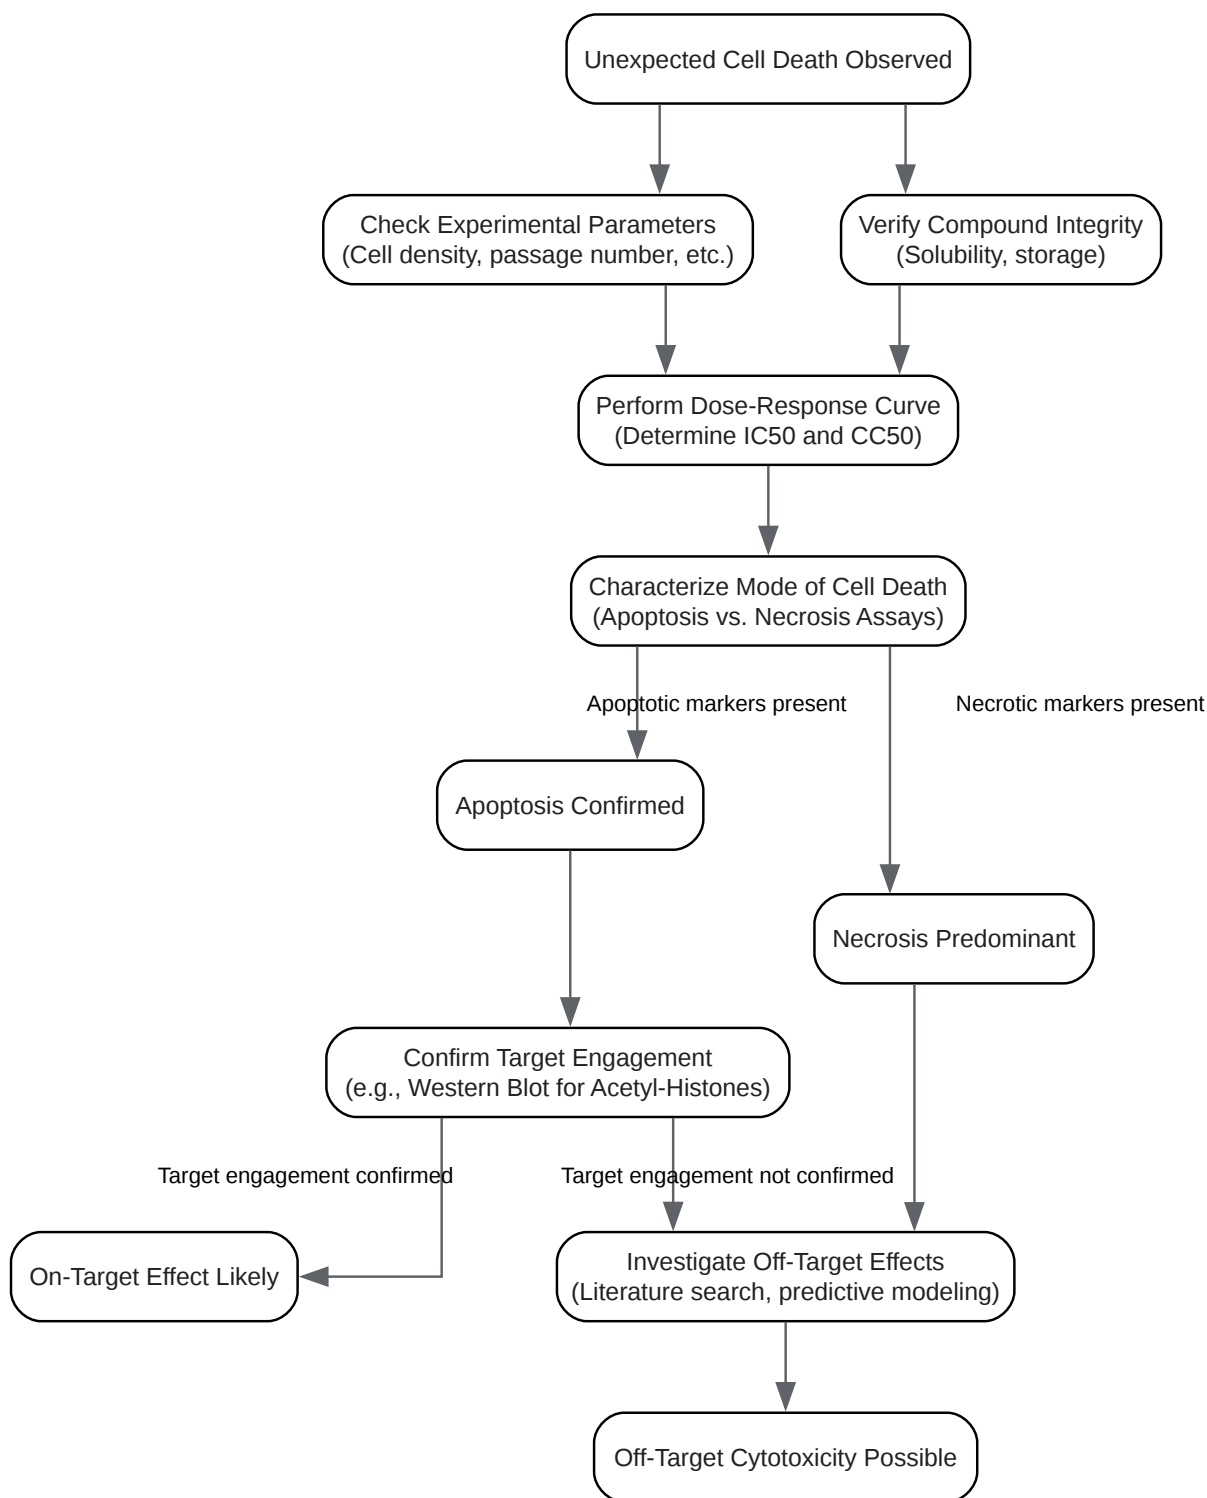 Unexpected Cell Death Observed
Check Experimental Parameters
(Cell density, passage number, etc.)
Verify Compound Integrity
(Solubility, storage)
Perform Dose-Response Curve
(Determine IC50 and CC50)
Characterize Mode of Cell Death
(Apoptosis vs. Necrosis Assays)
Apoptotic markers present
Necrotic markers present
Apoptosis Confirmed
Necrosis Predominant
Confirm Target Engagement
(e.g., Western Blot for Acetyl-Histones)
Target engagement confirmed
Target engagement not confirmed
On-Target Effect Likely
Investigate Off-Target Effects
(Literature search, predictive modeling)
Off-Target Cytotoxicity Possible